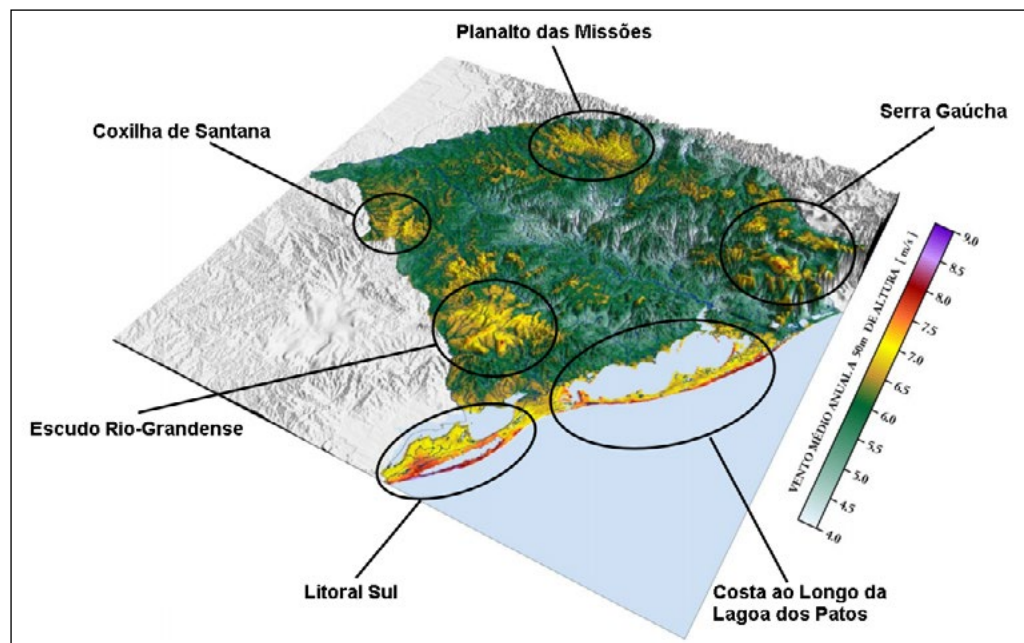 Planalto das Missões
Coxilha de Santana
Serra Gaúcha
Escudo Rio-Grandense
Litoral Sul
Costa ao Longo da
Lagoa dos Patos
VENTO MÉDIO ANUAL A 50m DE ALTURA [ m/s ]
9.0
8.5
8.0
7.5
7.0
6.5
6.0
5.5
5.0
4.5
4.0